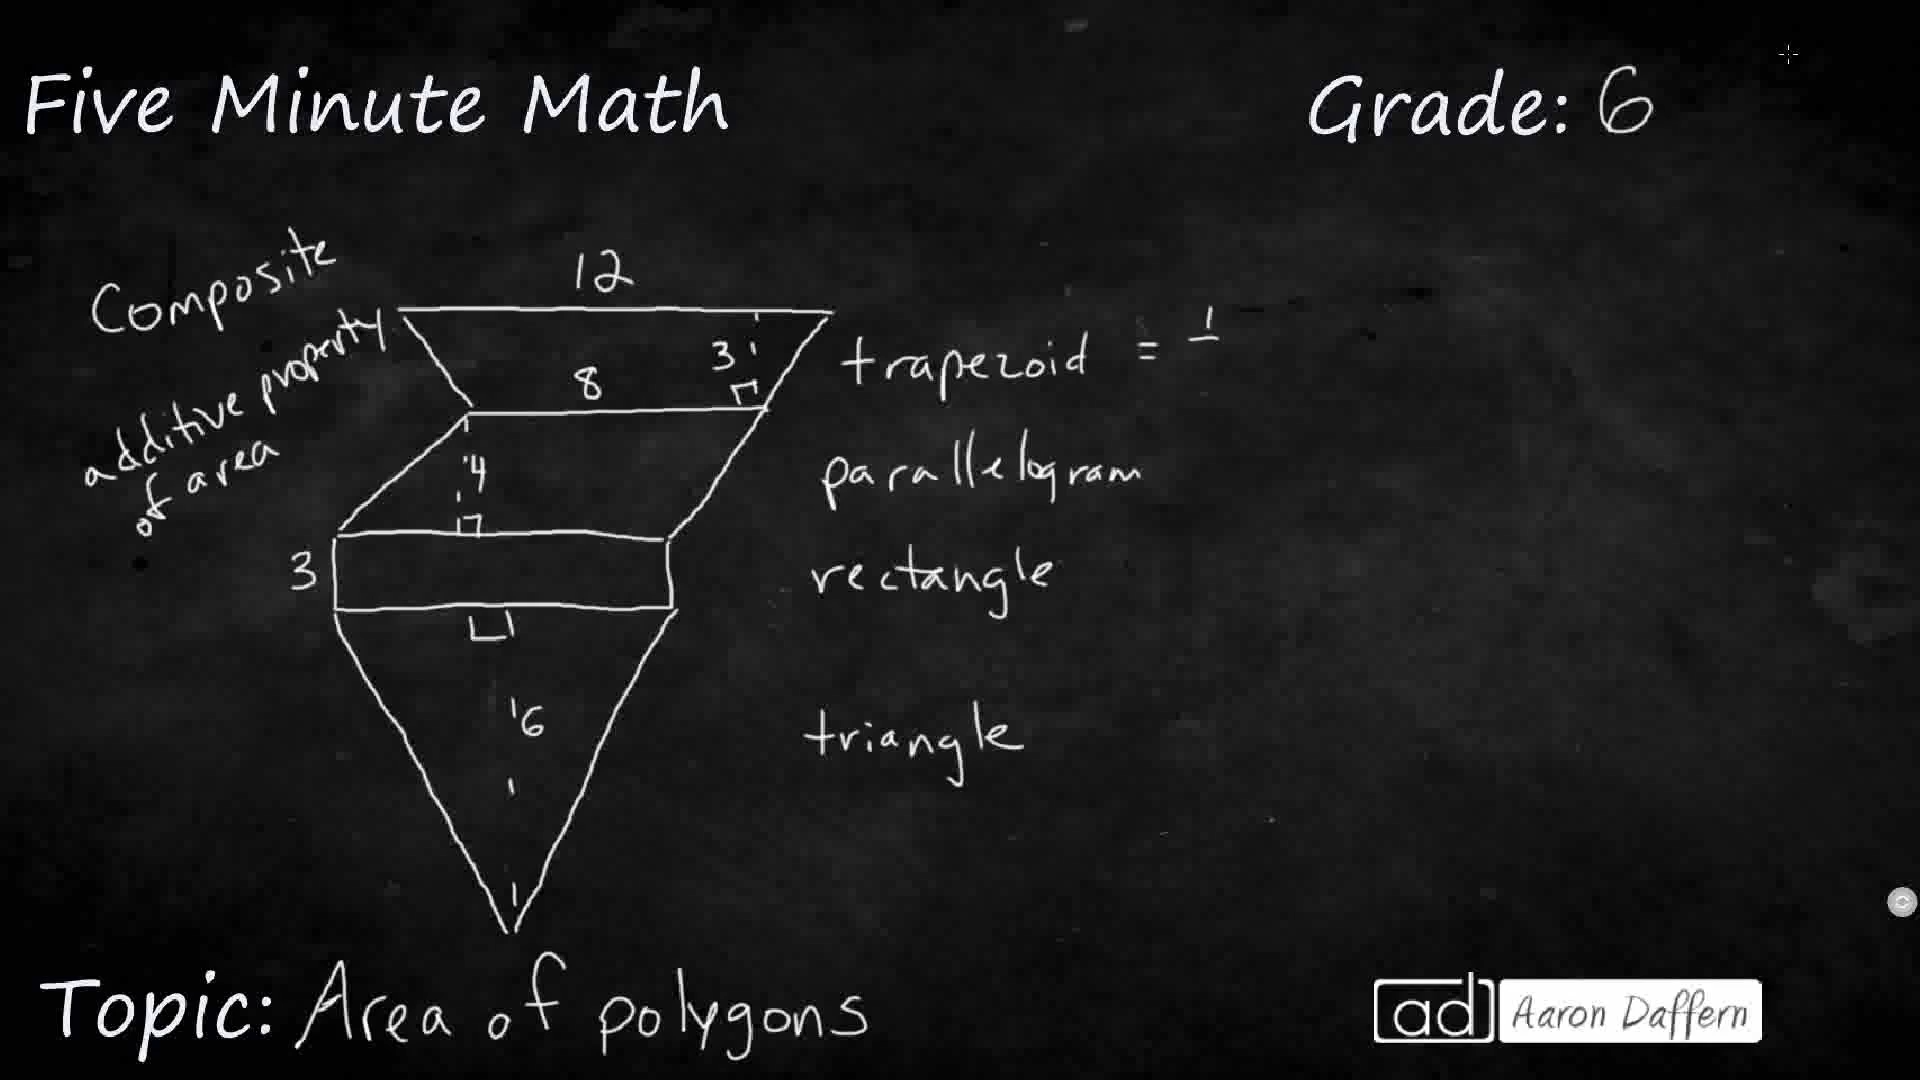 Five Minute Math
Grade: 6
Composite
additive property
of area
12
3
8
trapezoid = 1
4
parallelogram
3
rectangle
6
triangle
Topic: Area of polygons
ad Aaron Daffern